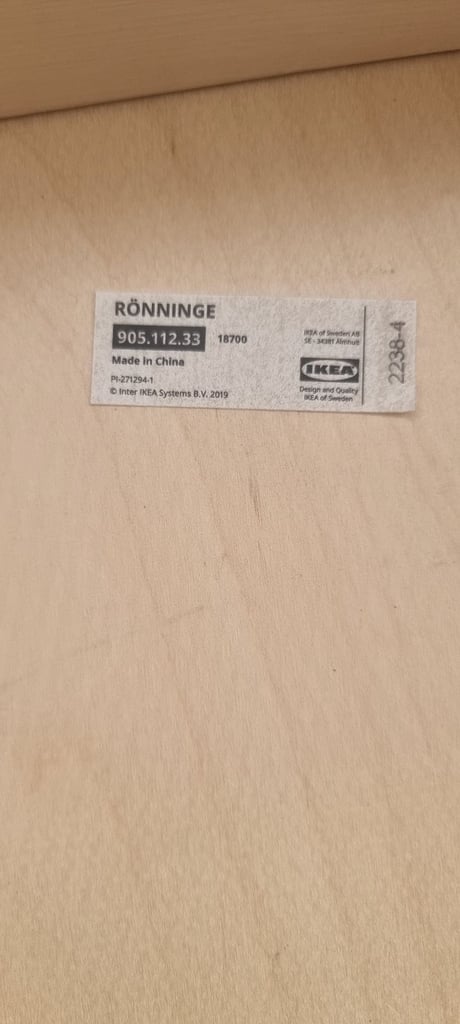 RÖNNINGE
905.112.33 18700
Made in China
PI-271294-1
© Inter IKEA Systems B.V. 2019
IKEA of Sweden AB
SE - 34381 Älmhult
IKEA
Design and Quality
IKEA of Sweden
2238-4